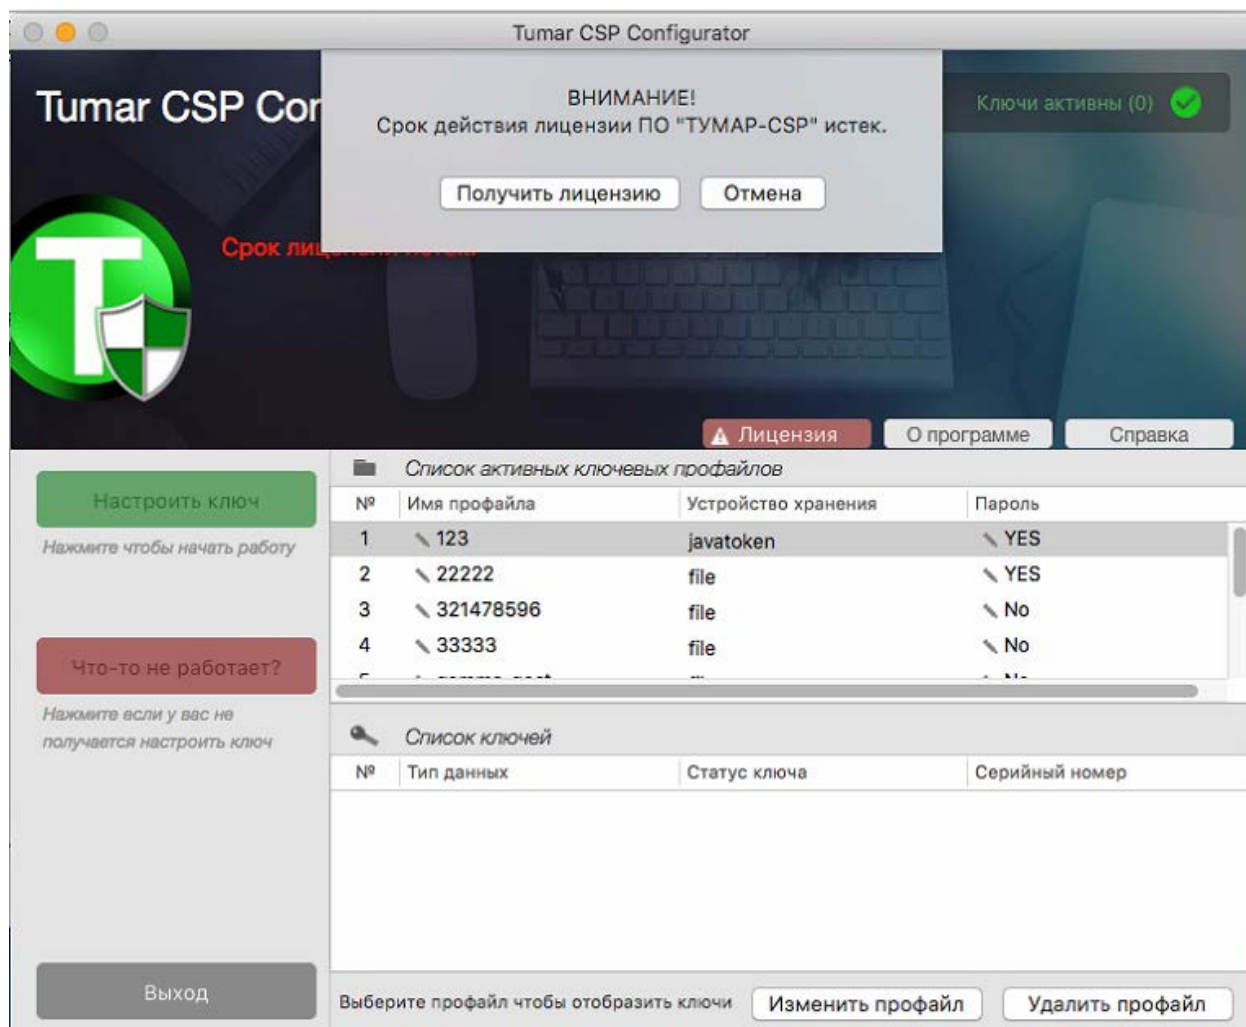 Tumar CSP Configurator
Tumar CSP Con
ВНИМАНИЕ!
Срок действия лицензии ПО "ТУМАР-CSP" истек.
Получить лицензию Отмена
Ключи активны (0)
Срок лиц
Лицензия О программе Справка
Настроить ключ
Нажмите чтобы начать работу
Что-то не работает?
Нажмите если у вас не
получается настроить ключ
Выход
Список активных ключевых профайлов
№ Имя профайла Устройство хранения Пароль
1 123 javatoken YES
2 22222 file YES
3 321478596 file No
4 33333 file No
Список ключей
№ Тип данных Статус ключа Серийный номер
Выберите профайл чтобы отобразить ключи Изменить профайл Удалить профайл